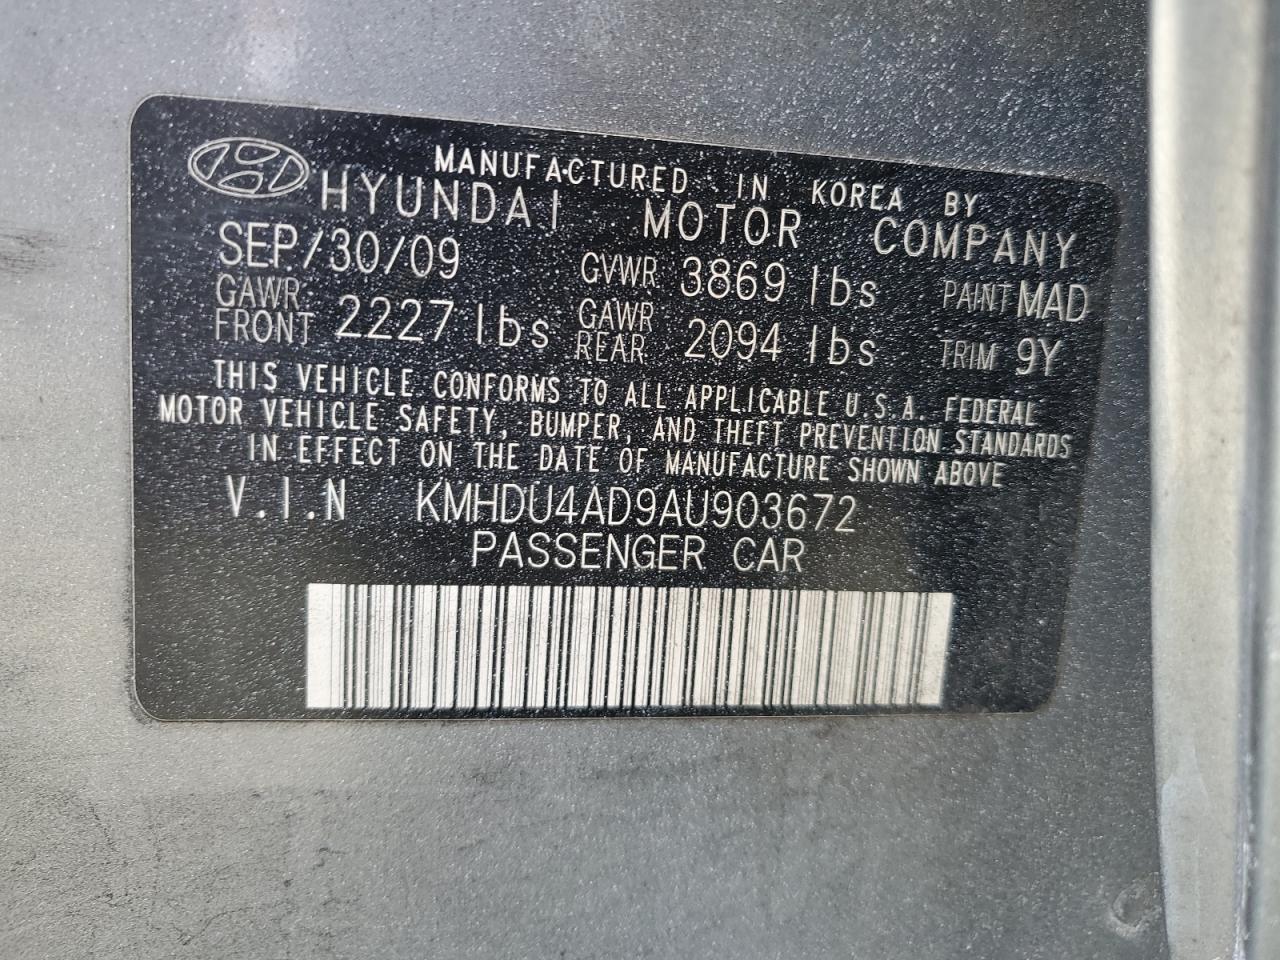 MANUFACTURED IN KOREA BY
HYUNDAI MOTOR COMPANY
SEP/30/09 GVWR 3869 lbs PAINT MAD
GAWR FRONT 2227 lbs GAWR REAR 2094 lbs TRIM 9Y
THIS VEHICLE CONFORMS TO ALL APPLICABLE U.S.A. FEDERAL
MOTOR VEHICLE SAFETY, BUMPER, AND THEFT PREVENTION STANDARDS
IN EFFECT ON THE DATE OF MANUFACTURE SHOWN ABOVE
V.I.N KMHDU4AD9AU903672
PASSENGER CAR